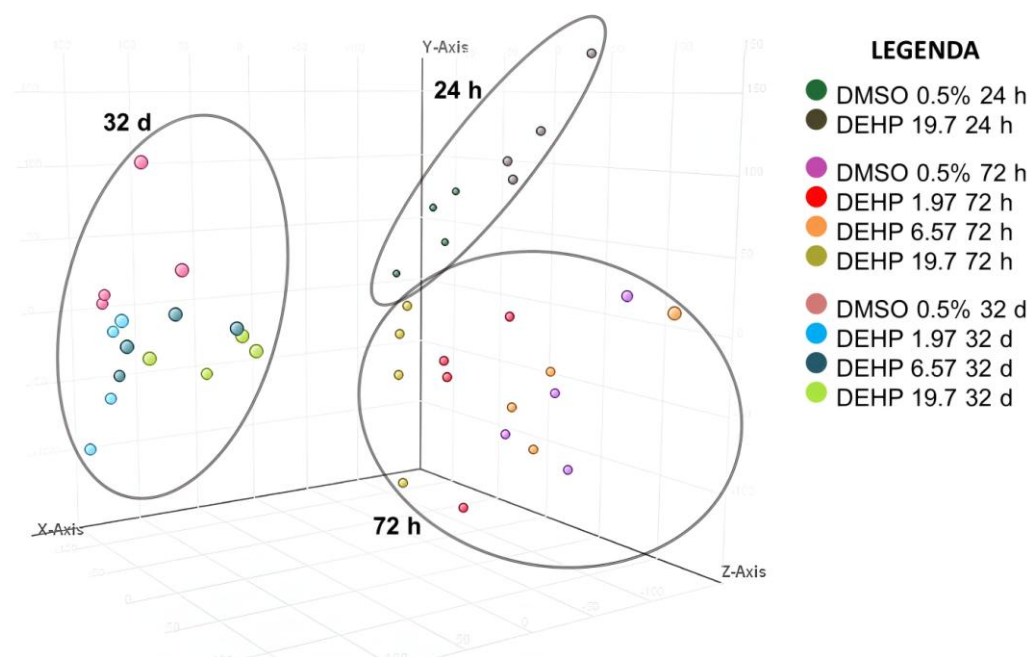 Y-Axis
24 h
32 d
72 h
X-Axis
Z-Axis
150
100
LEGENDA
DMSO 0.5% 24 h
DEHP 19.7 24 h
DMSO 0.5% 72 h
DEHP 1.97 72 h
DEHP 6.57 72 h
DEHP 19.7 72 h
DMSO 0.5% 32 d
DEHP 1.97 32 d
DEHP 6.57 32 d
DEHP 19.7 32 d